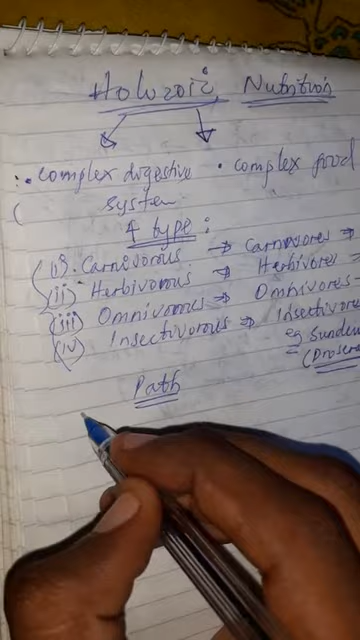 Holozoic Nutrition
∴ • complex digestive • complex food
( system
4 type :
(i) • Carnivorous → Carnivores ⇒
(ii) • Herbivorous → Herbivores =
(iii) Omnivorous ⇒ Omnivores -
(iv) Insectivorous ⇒ Insectivores
eg Sundew
(Drosera
Path